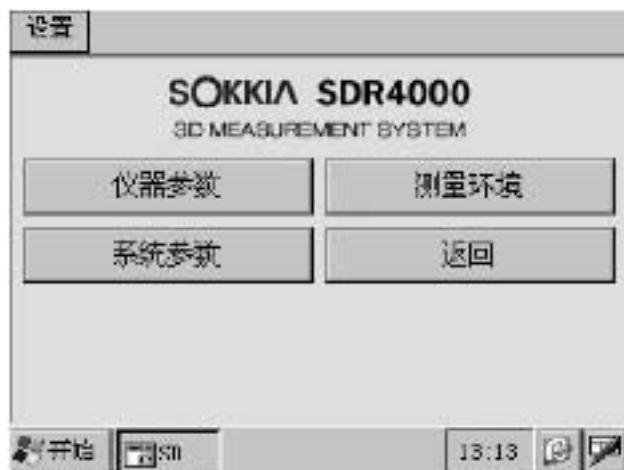 设置
SOKKIA SDR4000
3D MEASUREMENT SYSTEM
仪器参数
测量环境
系统参数
返回
开始
13:13